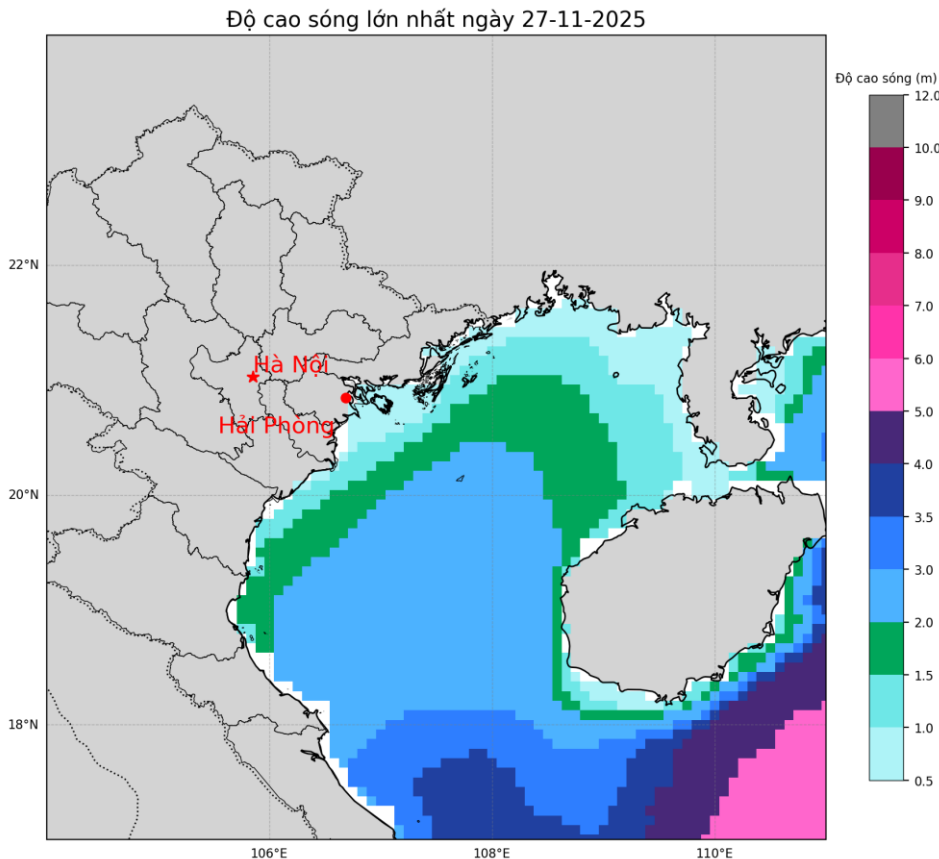 Độ cao sóng lớn nhất ngày 27-11-2025
Độ cao sóng (m)
12.0
10.0
9.0
8.0
7.0
6.0
5.0
4.0
3.5
3.0
2.0
1.5
1.0
0.5
22°N
20°N
18°N
Hà Nội
Hải Phòng
106°E
108°E
110°E